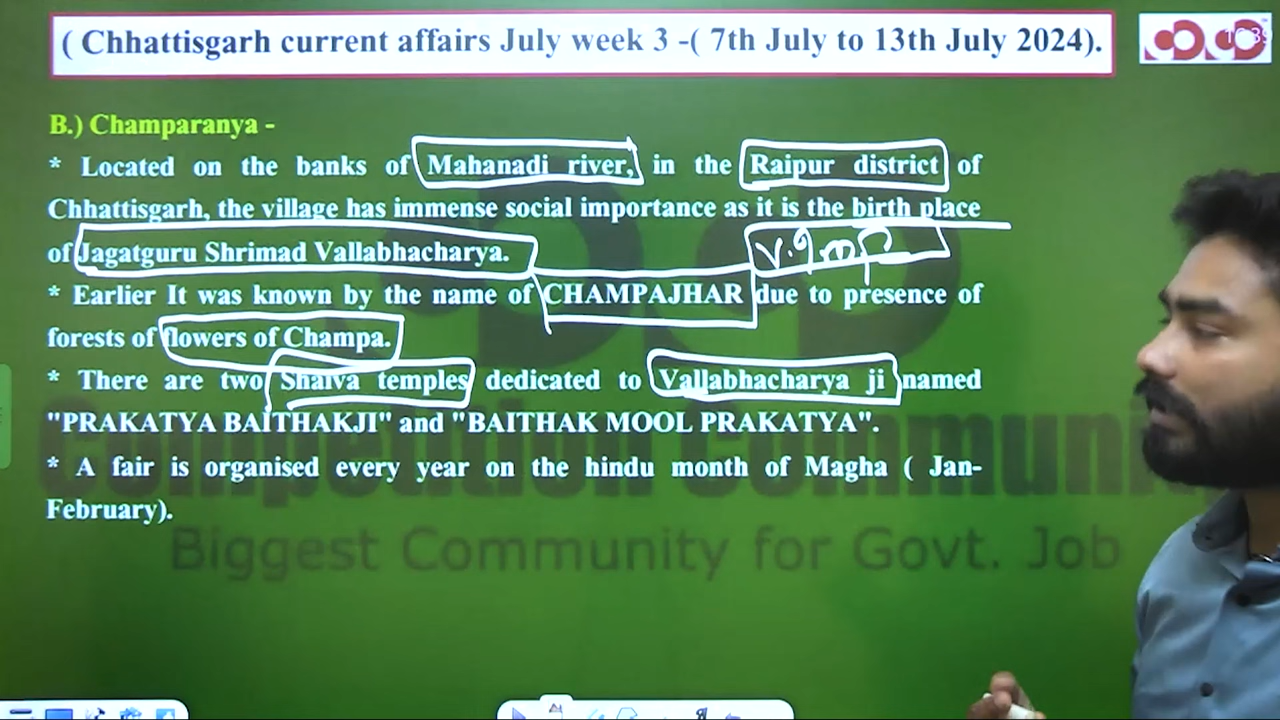 ( Chhattisgarh current affairs July week 3 -( 7th July to 13th July 2024).
B.) Champaranya -
* Located on the banks of Mahanadi river, in the Raipur district of
Chhattisgarh, the village has immense social importance as it is the birth place
of Jagatguru Shrimad Vallabhacharya.
* Earlier It was known by the name of CHAMPAJHAR due to presence of
forests of flowers of Champa.
* There are two Shaiva temples dedicated to Vallabhacharya ji named
"PRAKATYA BAITHAKJI" and "BAITHAK MOOL PRAKATYA".
* A fair is organised every year on the hindu month of Magha ( Jan-
February).
Competition Community
Biggest Community for Govt. Job